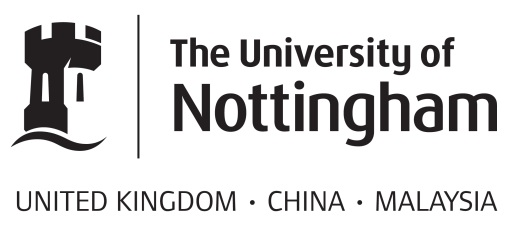 The University of
Nottingham
UNITED KINGDOM · CHINA · MALAYSIA